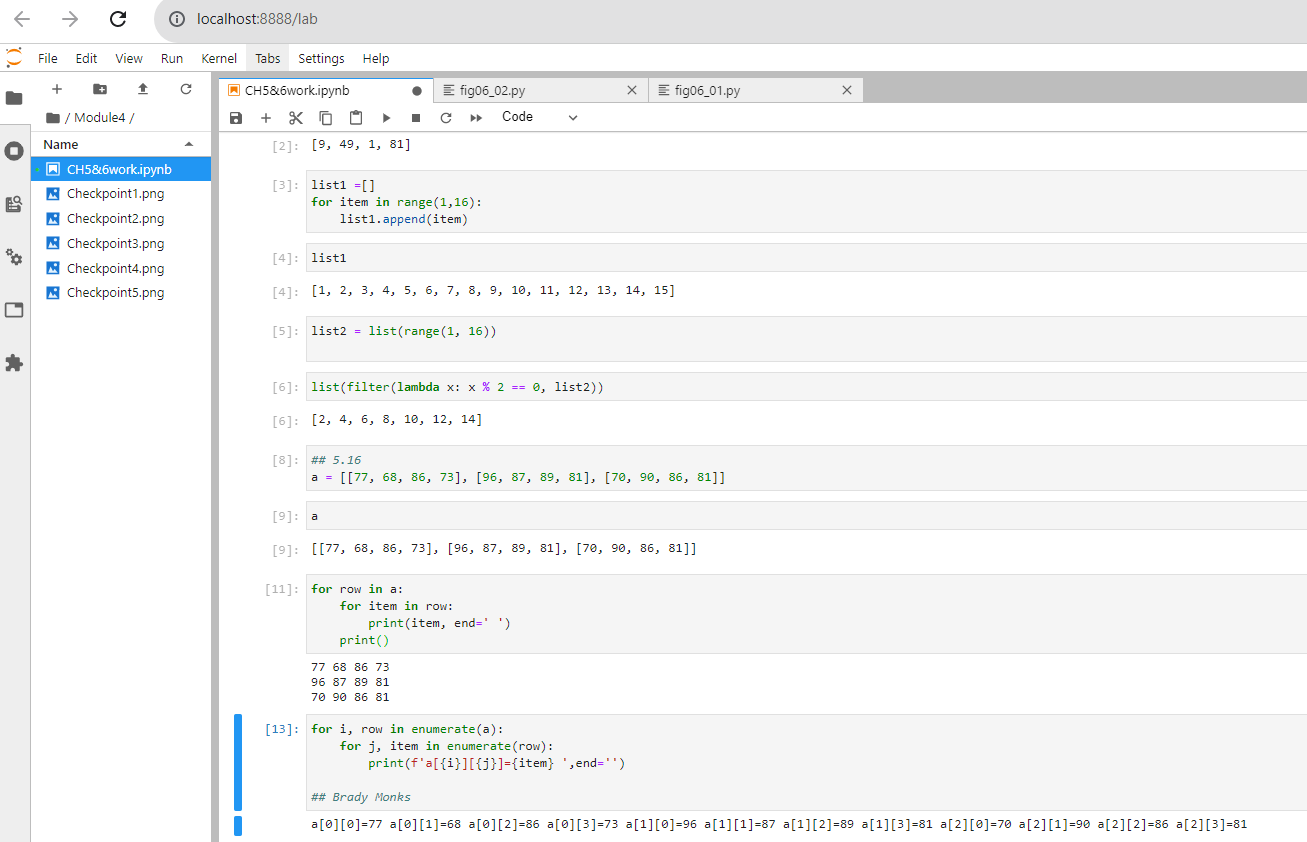 localhost:8888/lab
File Edit View Run Kernel Tabs Settings Help
CH5&6work.ipynb fig06_02.py fig06_01.py
Code
/ Module4 /
Name
CH5&6work.ipynb
Checkpoint1.png
Checkpoint2.png
Checkpoint3.png
Checkpoint4.png
Checkpoint5.png
[2]: [9, 49, 1, 81]
[3]: list1 =[]
for item in range(1,16):
    list1.append(item)
[4]: list1
[4]: [1, 2, 3, 4, 5, 6, 7, 8, 9, 10, 11, 12, 13, 14, 15]
[5]: list2 = list(range(1, 16))
[6]: list(filter(lambda x: x % 2 == 0, list2))
[6]: [2, 4, 6, 8, 10, 12, 14]
[8]: ## 5.16
a = [[77, 68, 86, 73], [96, 87, 89, 81], [70, 90, 86, 81]]
[9]: a
[9]: [[77, 68, 86, 73], [96, 87, 89, 81], [70, 90, 86, 81]]
[11]: for row in a:
    for item in row:
        print(item, end=' ')
    print()
77 68 86 73
96 87 89 81
70 90 86 81
[13]: for i, row in enumerate(a):
    for j, item in enumerate(row):
        print(f'a[{i}][{j}]={item} ',end='')
## Brady Monks
a[0][0]=77 a[0][1]=68 a[0][2]=86 a[0][3]=73 a[1][0]=96 a[1][1]=87 a[1][2]=89 a[1][3]=81 a[2][0]=70 a[2][1]=90 a[2][2]=86 a[2][3]=81